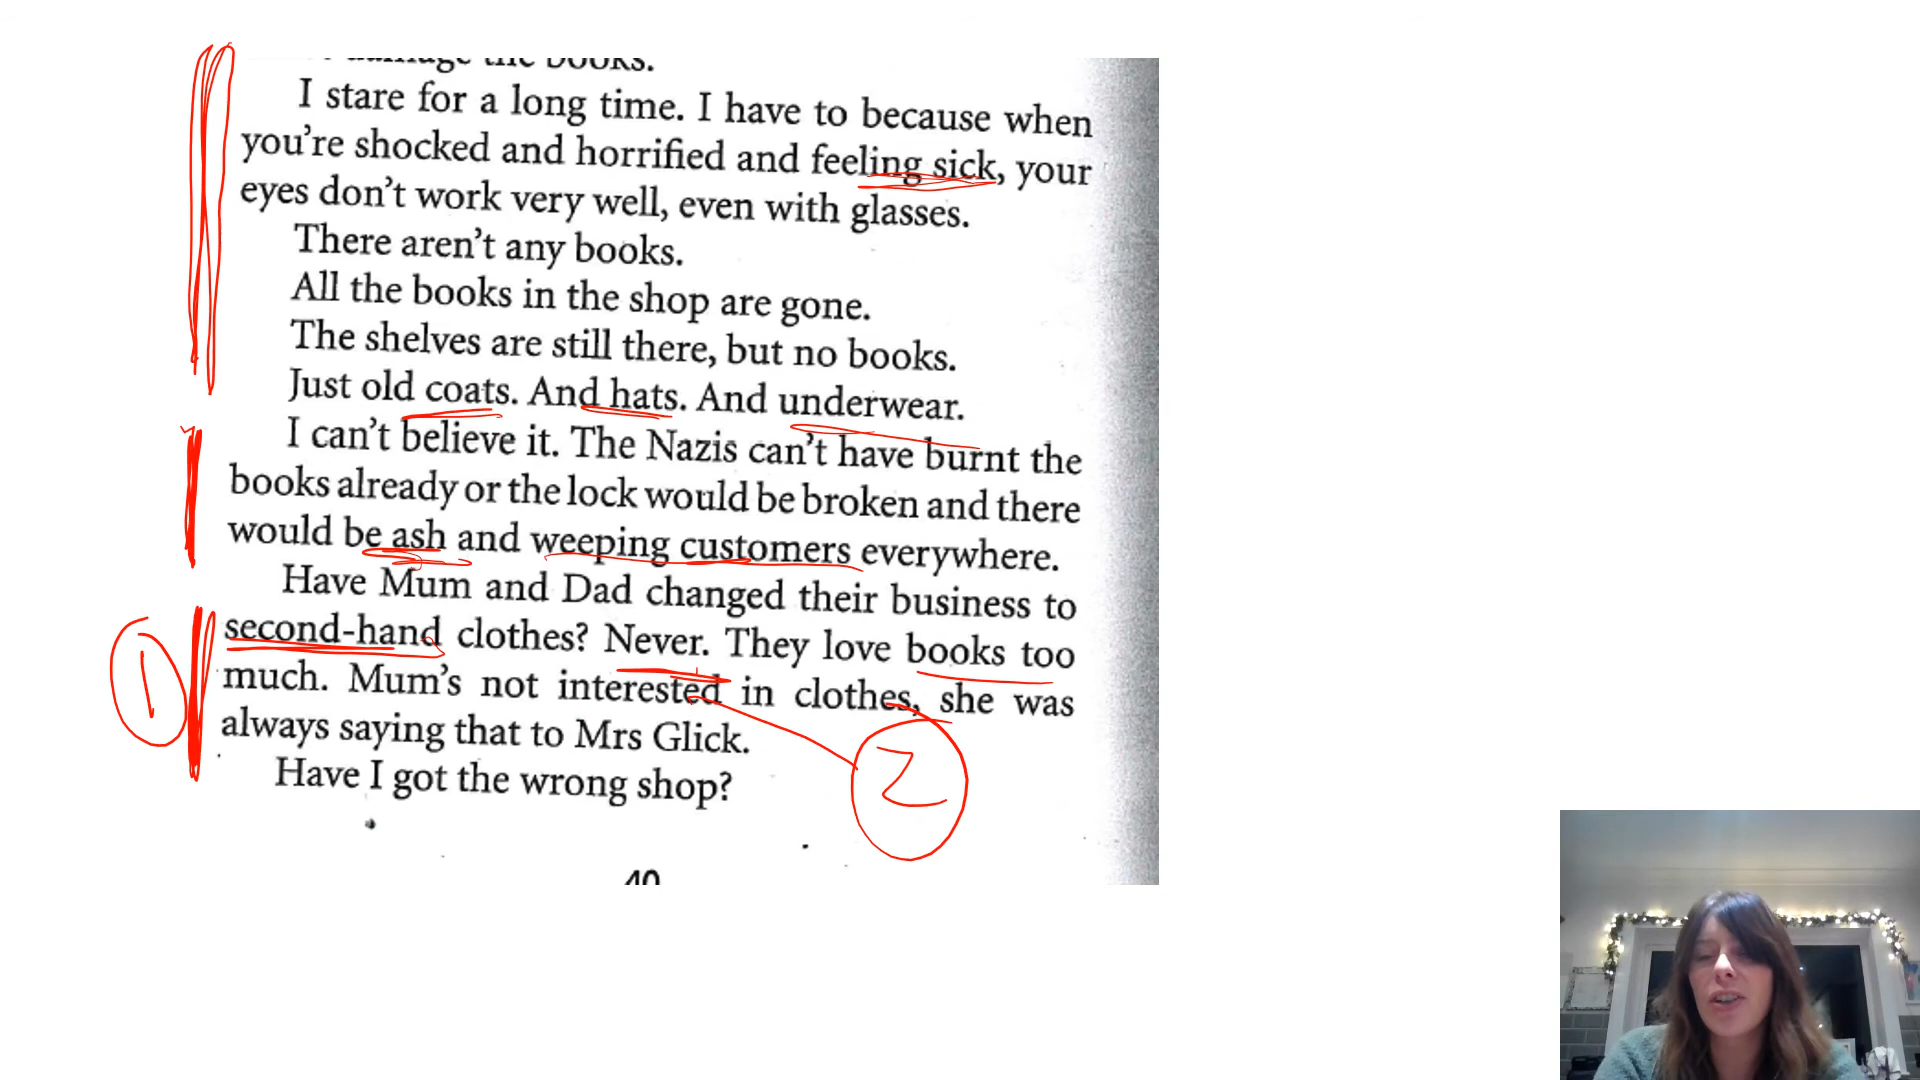 damage the books.
I stare for a long time. I have to because when
you're shocked and horrified and feeling sick, your
eyes don't work very well, even with glasses.
There aren't any books.
All the books in the shop are gone.
The shelves are still there, but no books.
Just old coats. And hats. And underwear.
I can't believe it. The Nazis can't have burnt the
books already or the lock would be broken and there
would be ash and weeping customers everywhere.
Have Mum and Dad changed their business to
second-hand clothes? Never. They love books too
much. Mum's not interested in clothes, she was
always saying that to Mrs Glick.
Have I got the wrong shop?
40
1
2